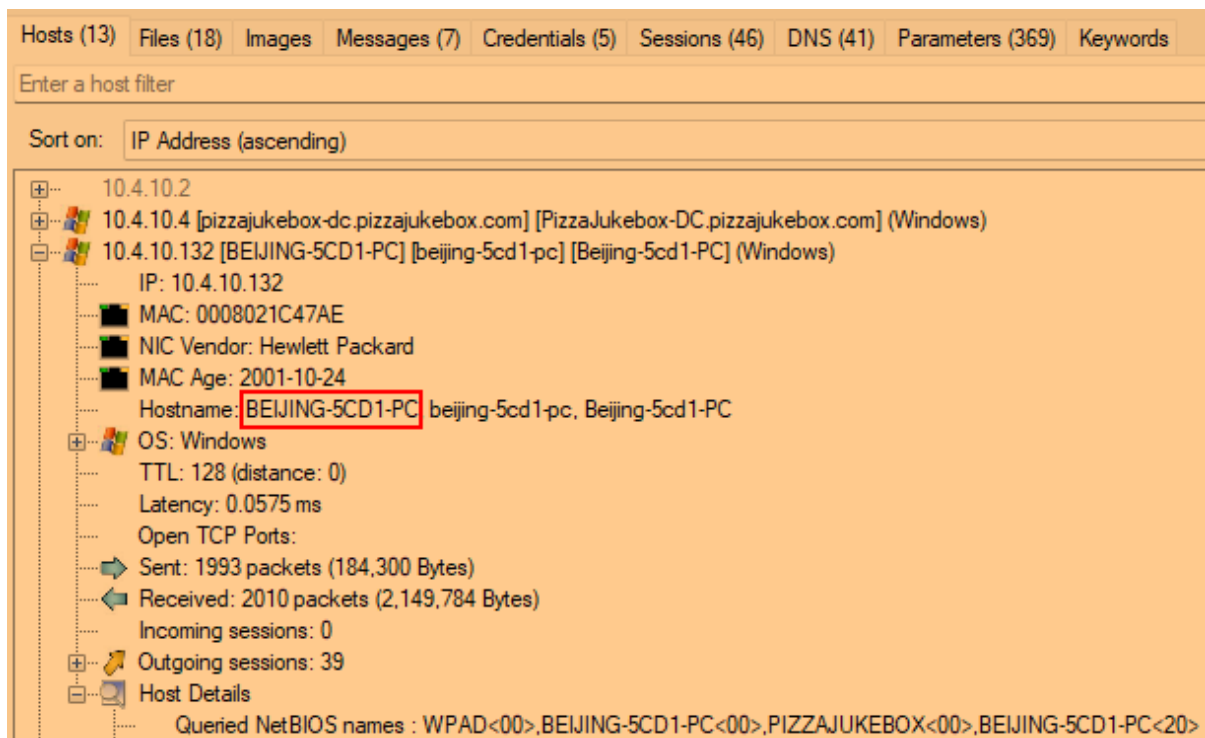 Hosts (13) Files (18) Images Messages (7) Credentials (5) Sessions (46) DNS (41) Parameters (369) Keywords
Enter a host filter
Sort on: IP Address (ascending)
10.4.10.2
10.4.10.4 [pizzajukebox-dc.pizzajukebox.com] [PizzaJukebox-DC.pizzajukebox.com] (Windows)
10.4.10.132 [BEIJING-5CD1-PC] [beijing-5cd1-pc] [Beijing-5cd1-PC] (Windows)
IP: 10.4.10.132
MAC: 0008021C47AE
NIC Vendor: Hewlett Packard
MAC Age: 2001-10-24
Hostname: BEIJING-5CD1-PC, beijing-5cd1-pc, Beijing-5cd1-PC
OS: Windows
TTL: 128 (distance: 0)
Latency: 0.0575 ms
Open TCP Ports:
Sent: 1993 packets (184,300 Bytes)
Received: 2010 packets (2,149,784 Bytes)
Incoming sessions: 0
Outgoing sessions: 39
Host Details
Queried NetBIOS names : WPAD<00>,BEIJING-5CD1-PC<00>,PIZZAJUKEBOX<00>,BEIJING-5CD1-PC<20>